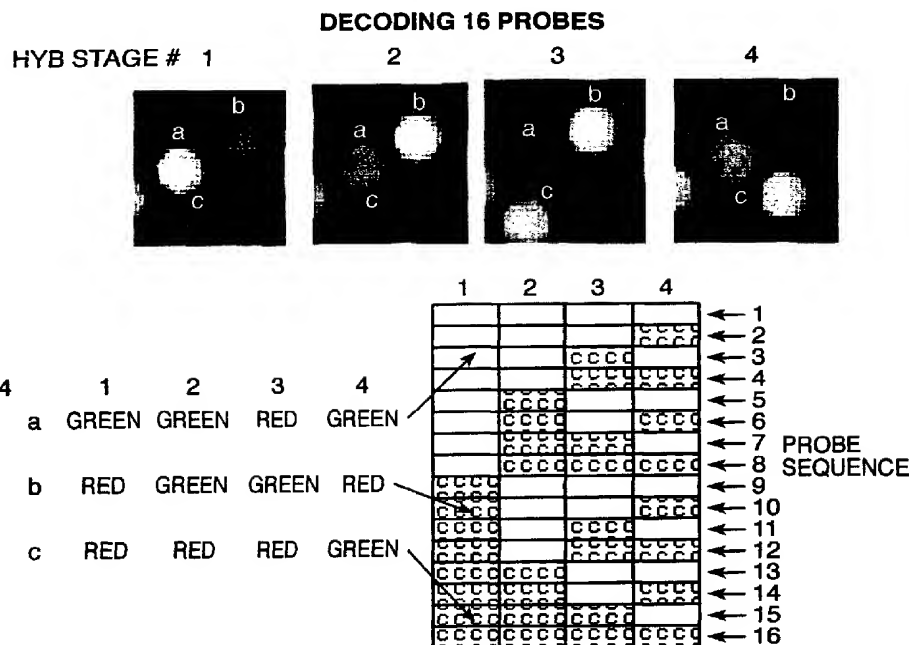 DECODING 16 PROBES
HYB STAGE # 1 2 3 4
a b c
a b c
a b c
a b c
1 2 3 4
1
2
3
4
5
6
7
8
9
10
11
12
13
14
15
16
PROBE
SEQUENCE
4 1 2 3 4
a GREEN GREEN RED GREEN
b RED GREEN GREEN RED
c RED RED RED GREEN